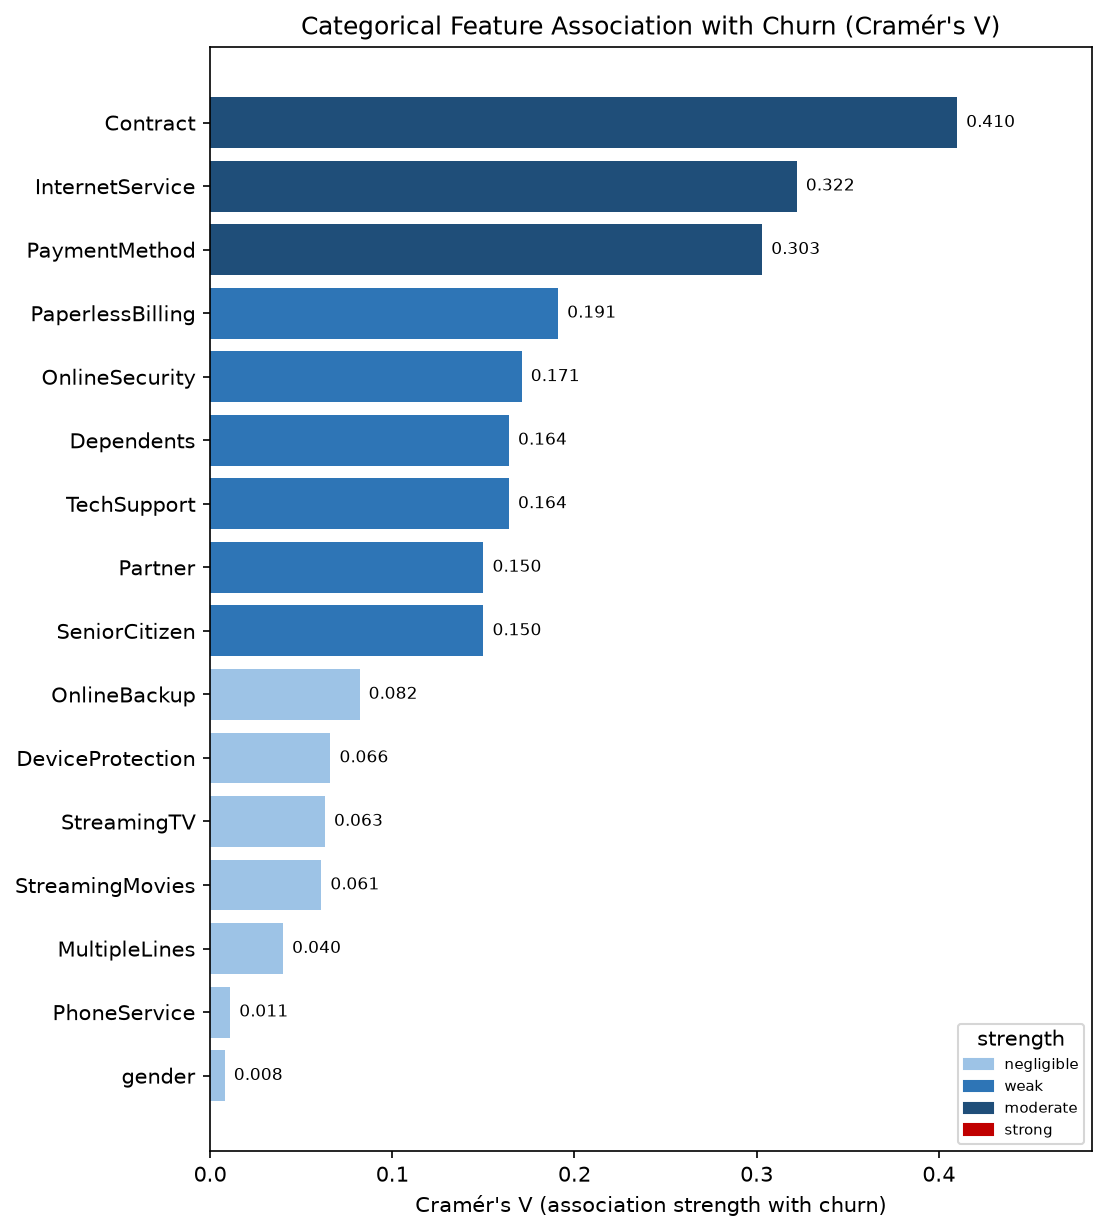 Categorical Feature Association with Churn (Cramér's V)
Contract 0.410
InternetService 0.322
PaymentMethod 0.303
PaperlessBilling 0.191
OnlineSecurity 0.171
Dependents 0.164
TechSupport 0.164
Partner 0.150
SeniorCitizen 0.150
OnlineBackup 0.082
DeviceProtection 0.066
StreamingTV 0.063
StreamingMovies 0.061
MultipleLines 0.040
PhoneService 0.011
gender 0.008
strength
negligible
weak
moderate
strong
0.0 0.1 0.2 0.3 0.4
Cramér's V (association strength with churn)